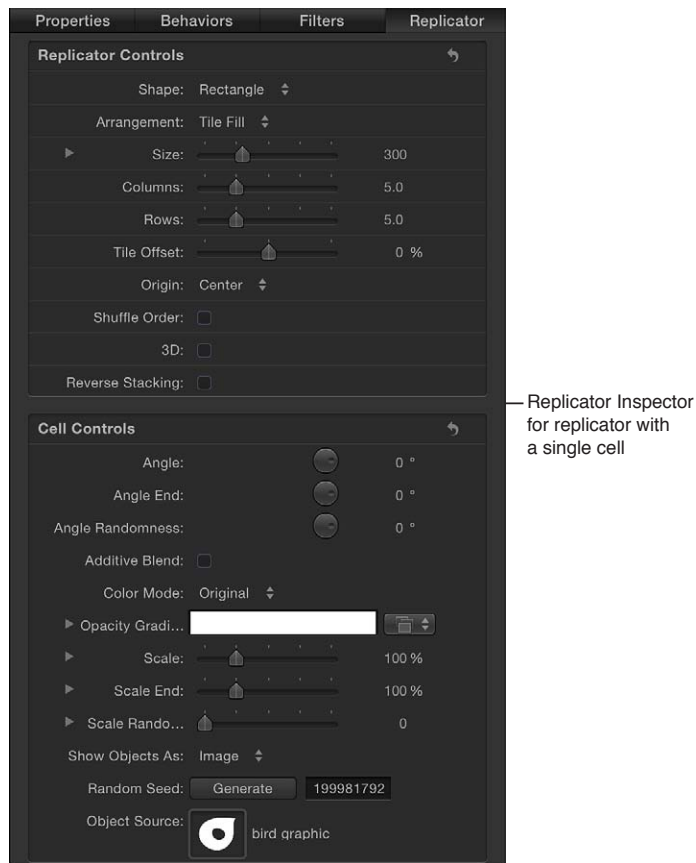 Properties Behaviors Filters Replicator
Replicator Controls
Shape: Rectangle
Arrangement: Tile Fill
Size: 300
Columns: 5.0
Rows: 5.0
Tile Offset: 0 %
Origin: Center
Shuffle Order:
3D:
Reverse Stacking:
Replicator Inspector
for replicator with
a single cell
Cell Controls
Angle: 0 °
Angle End: 0 °
Angle Randomness: 0 °
Additive Blend:
Color Mode: Original
Opacity Gradi...
Scale: 100 %
Scale End: 100 %
Scale Rando... 0
Show Objects As: Image
Random Seed: Generate 199981792
Object Source: bird graphic